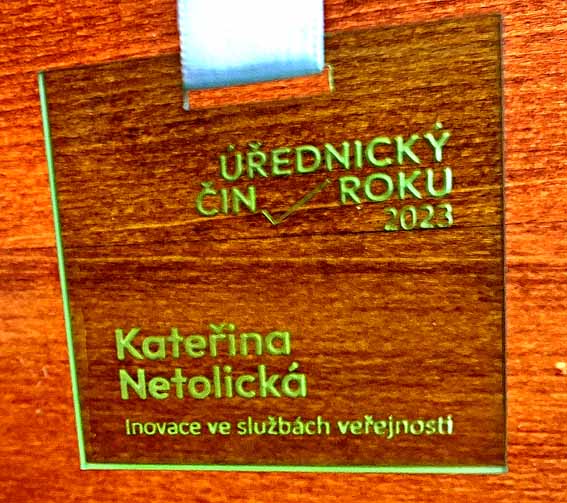 ÚŘEDNICKÝ
ČIN ROKU
2023
Kateřina
Netolická
Inovace ve službách veřejnosti